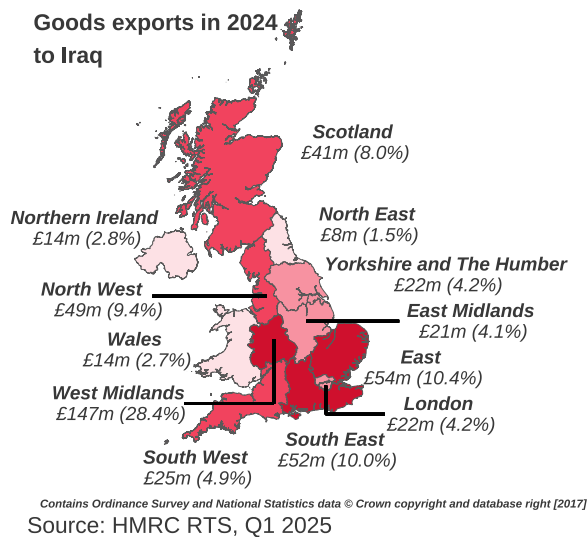 Goods exports in 2024
to Iraq
Scotland
£41m (8.0%)
Northern Ireland
£14m (2.8%)
North East
£8m (1.5%)
Yorkshire and The Humber
£22m (4.2%)
North West
£49m (9.4%)
East Midlands
£21m (4.1%)
Wales
£14m (2.7%)
East
£54m (10.4%)
West Midlands
£147m (28.4%)
London
£22m (4.2%)
South East
£52m (10.0%)
South West
£25m (4.9%)
Contains Ordinance Survey and National Statistics data © Crown copyright and database right [2017]
Source: HMRC RTS, Q1 2025